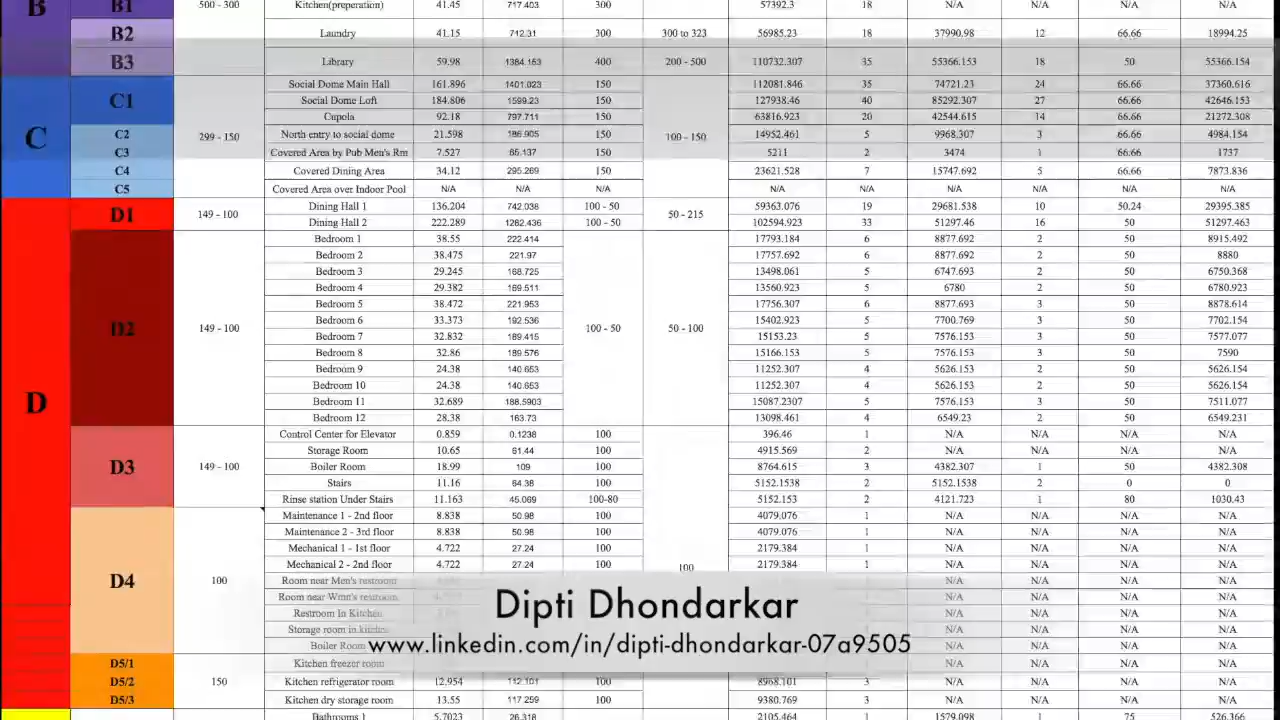 B B1 500 - 300 Kitchen(preperation) 41.45 717.403 300 57392.3 18 N/A N/A N/A N/A
B2 Laundry 41.15 712.31 300 300 to 323 56985.23 18 37990.98 12 66.66 18994.25
B3 Library 59.98 1384.163 400 200 - 500 110732.307 35 55366.153 18 50 55366.154
C C1 299 - 150 Social Dome Main Hall 161.896 1401.023 150 100 - 150 112081.846 35 74721.23 24 66.66 37360.616
Social Dome Loft 184.806 1599.23 150 127938.46 40 85292.307 27 66.66 42646.153
Cupola 92.18 797.711 150 63816.923 20 42544.615 14 66.66 21272.308
C2 North entry to social dome 21.598 186.905 150 14952.461 5 9968.307 3 66.66 4984.154
C3 Covered Area by Pub Men's Rm 7.527 65.137 150 5211 2 3474 1 66.66 1737
C4 Covered Dining Area 34.12 295.269 150 23621.528 7 15747.692 5 66.66 7873.836
C5 Covered Area over Indoor Pool N/A N/A N/A N/A N/A N/A N/A N/A N/A
D D1 149 - 100 Dining Hall 1 136.204 742.038 100 - 50 50 - 215 59363.076 19 29681.538 10 50.24 29395.385
Dining Hall 2 222.289 1282.436 100 - 50 102594.923 33 51297.46 16 50 51297.463
D2 149 - 100 Bedroom 1 38.55 222.414 100 - 50 50 - 100 17793.184 6 8877.692 2 50 8915.492
Bedroom 2 38.475 221.97 17757.692 6 8877.692 2 50 8880
Bedroom 3 29.245 168.725 13498.061 5 6747.693 2 50 6750.368
Bedroom 4 29.382 169.511 13560.923 5 6780 2 50 6780.923
Bedroom 5 38.472 221.953 17756.307 6 8877.693 3 50 8878.614
Bedroom 6 33.373 192.536 15402.923 5 7700.769 3 50 7702.154
Bedroom 7 32.832 189.415 15153.23 5 7576.153 3 50 7577.077
Bedroom 8 32.86 189.576 15166.153 5 7576.153 3 50 7590
Bedroom 9 24.38 140.653 11252.307 4 5626.153 2 50 5626.154
Bedroom 10 24.38 140.653 11252.307 4 5626.153 2 50 5626.154
Bedroom 11 32.689 188.5903 15087.2307 5 7576.153 3 50 7511.077
Bedroom 12 28.38 163.73 13098.461 4 6549.23 2 50 6549.231
D3 149 - 100 Control Center for Elevator 0.859 0.1238 100 396.46 1 N/A N/A N/A N/A
Storage Room 10.65 61.44 100 4915.569 2 N/A N/A N/A N/A
Boiler Room 18.99 109 100 8764.615 3 4382.307 1 50 4382.308
Stairs 11.16 64.38 100 5152.1538 2 5152.1538 2 0 0
Rinse station Under Stairs 11.163 45.069 100-80 5152.153 2 4121.723 1 80 1030.43
D4 100 Maintenance 1 - 2nd floor 8.838 50.98 100 100 4079.076 1 N/A N/A N/A N/A
Maintenance 2 - 3rd floor 8.838 50.98 100 4079.076 1 N/A N/A N/A N/A
Mechanical 1 - 1st floor 4.722 27.24 100 2179.384 1 N/A N/A N/A N/A
Mechanical 2 - 2nd floor 4.722 27.24 100 2179.384 1 N/A N/A N/A N/A
Room near Men's restroom N/A N/A N/A N/A
Room near Wmn's restroom N/A N/A N/A N/A
Restroom In Kitchen N/A N/A N/A N/A
Storage room in kitchen N/A N/A N/A N/A
Boiler Room N/A N/A N/A N/A
Dipti Dhondarkar
www.linkedin.com/in/dipti-dhondarkar-07a9505
D5/1 150 Kitchen freezer room N/A N/A N/A N/A
D5/2 Kitchen refrigerator room 12.954 112.101 100 8968.101 3 N/A N/A N/A N/A
D5/3 Kitchen dry storage room 13.55 117.259 100 9380.769 3 N/A N/A N/A N/A
Bathrooms 1 5.7023 26.318 2105.464 1 1579.098 1 75 526.366